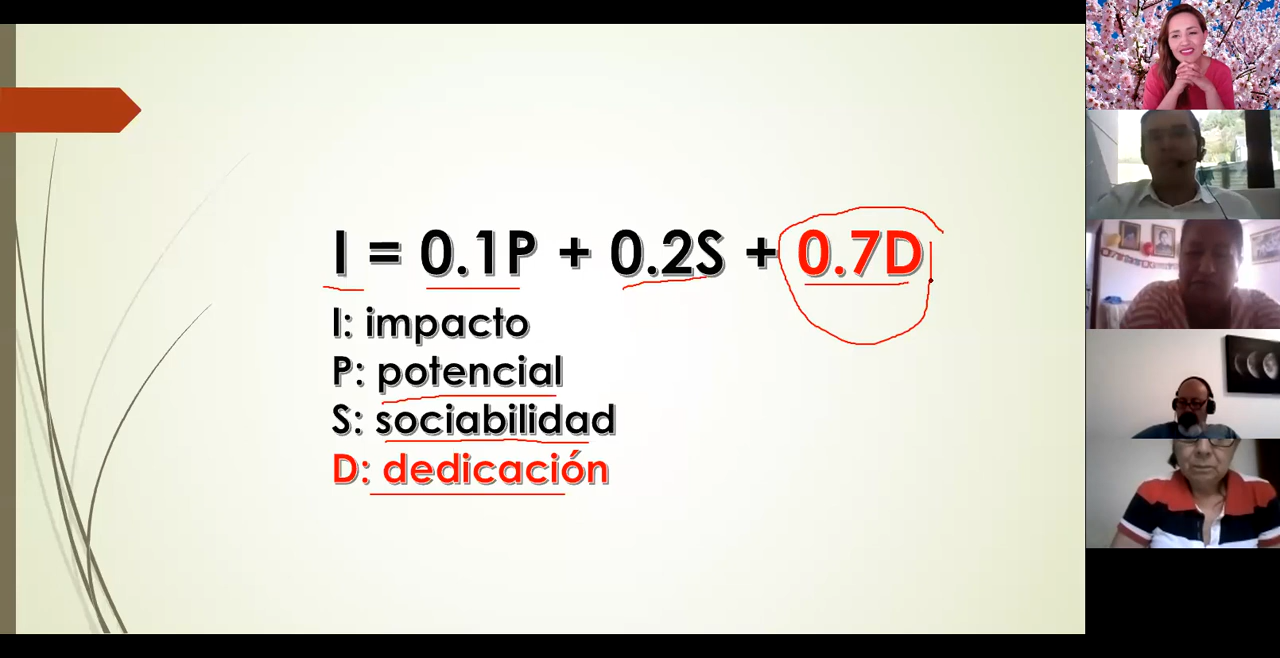 I = 0.1P + 0.2S + 0.7D
I: impacto
P: potencial
S: sociabilidad
D: dedicación